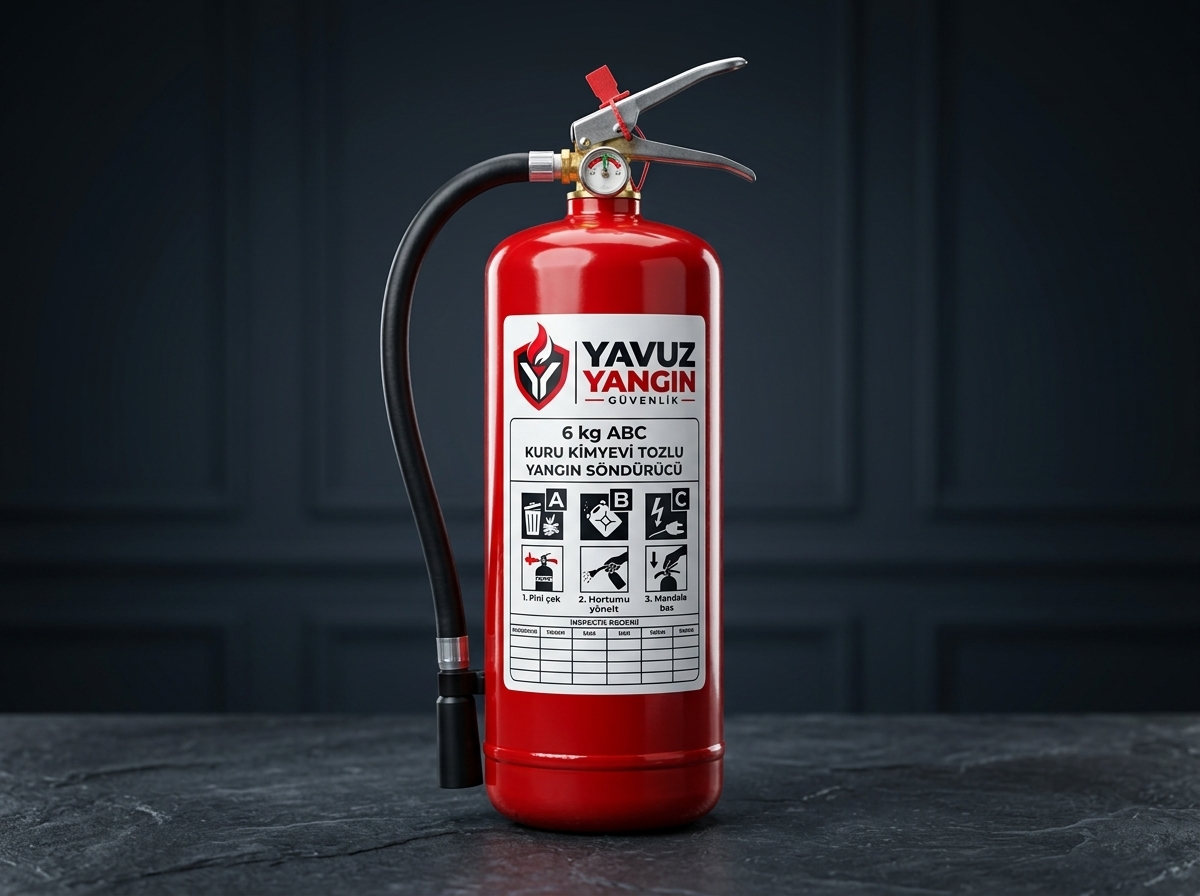 YAVUZ
YANGIN
GÜVENLİK
6 kg ABC
KURU KİMYEVİ TOZLU
YANGIN SÖNDÜRÜCÜ
A B C
1. Pini çek 2. Hortumu yönelt 3. Mandala bas